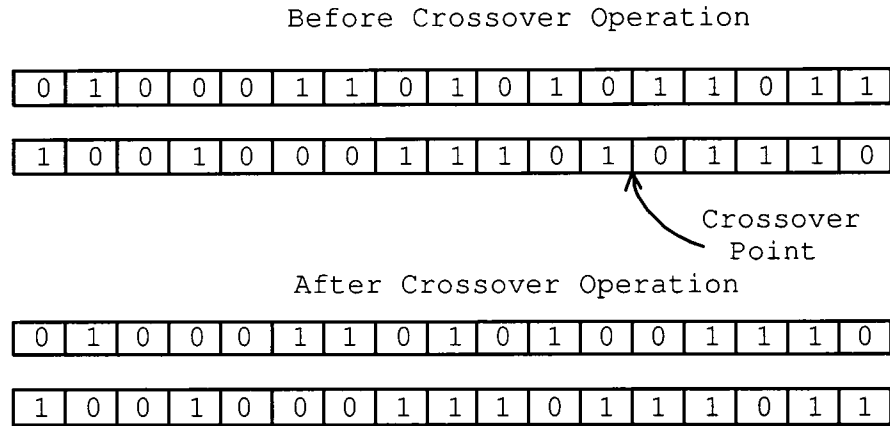 Before Crossover Operation
0 1 0 0 0 1 1 0 1 0 1 0 1 1 0 1 1
1 0 0 1 0 0 0 1 1 1 0 1 0 1 1 1 0
Crossover
Point
After Crossover Operation
0 1 0 0 0 1 1 0 1 0 1 0 0 1 1 1 0
1 0 0 1 0 0 0 1 1 1 0 1 1 1 0 1 1